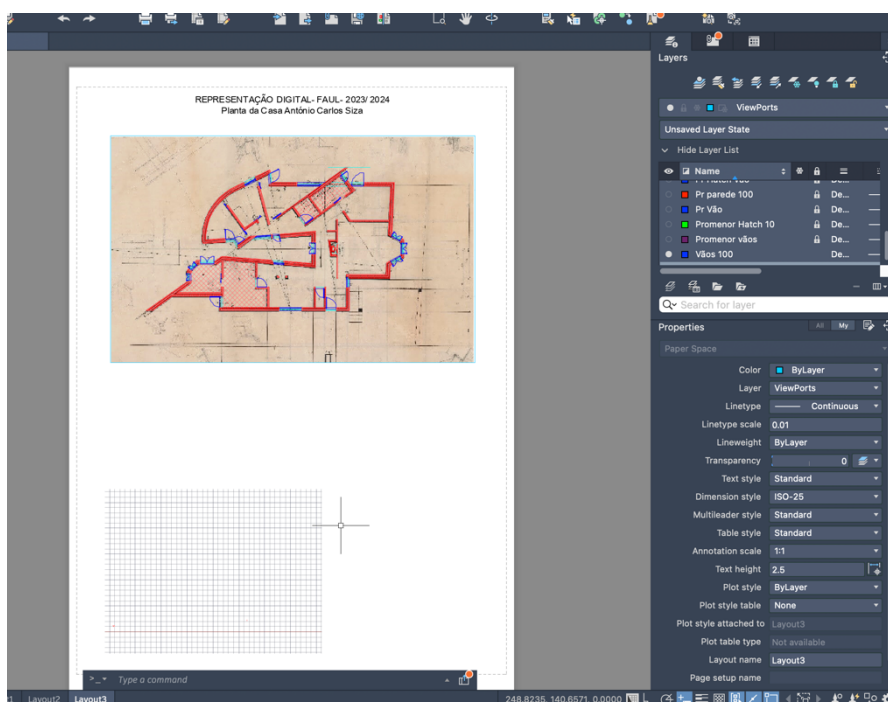 REPRESENTAÇÃO DIGITAL- FAUL- 2023/ 2024
Planta da Casa António Carlos Siza
Layers
ViewPorts
Unsaved Layer State
Hide Layer List
Name
Pr parede 100 De...
Pr Vão De...
Promenor Hatch 10 De...
Promenor vãos De...
Vãos 100 De...
Search for layer
Properties All My
Paper Space
Color ByLayer
Layer ViewPorts
Linetype Continuous
Linetype scale 0.01
Lineweight ByLayer
Transparency 0
Text style Standard
Dimension style ISO-25
Multileader style Standard
Table style Standard
Annotation scale 1:1
Text height 2.5
Plot style ByLayer
Plot style table None
Plot style attached to Layout3
Plot table type Not available
Layout name Layout3
Page setup name
>_ Type a command
Layout2 Layout3 248.8235, 140.6571, 0.0000